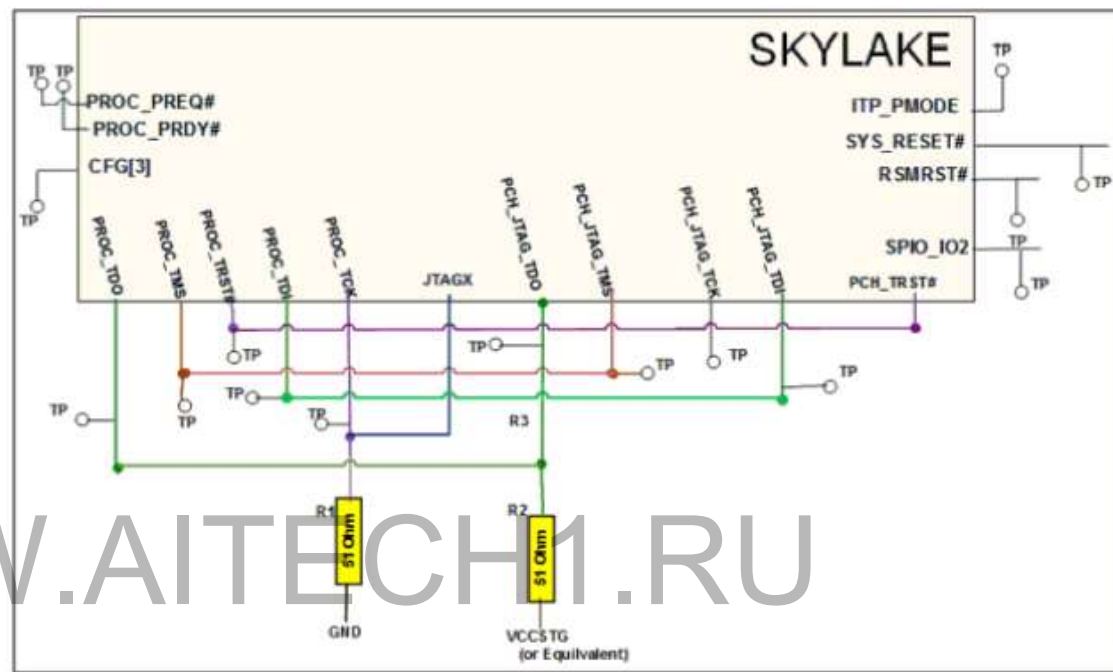 SKYLAKE
TP
TP TP
PROC_PREQ#
PROC_PRDY#
CFG[3]
TP
ITP_PMODE
SYS_RESET#
RSMRST#
TP
TP
SPIO_IO2
TP
PCH_TRST#
PROC_TDO
PROC_TMS
PROC_TRST#
PROC_TDI
PROC_TCK
JTAGX
PCH_JTAG_TDO
PCH_JTAG_TMS
PCH_JTAG_TCK
PCH_JTAG_TDI
TP
TP
TP
TP
TP
TP
TP
TP
TP
R3
TP
R1
51 Ohm
GND
R2
51 Ohm
VCCSTG
(or Equilvalent)
W.AITECH1.RU